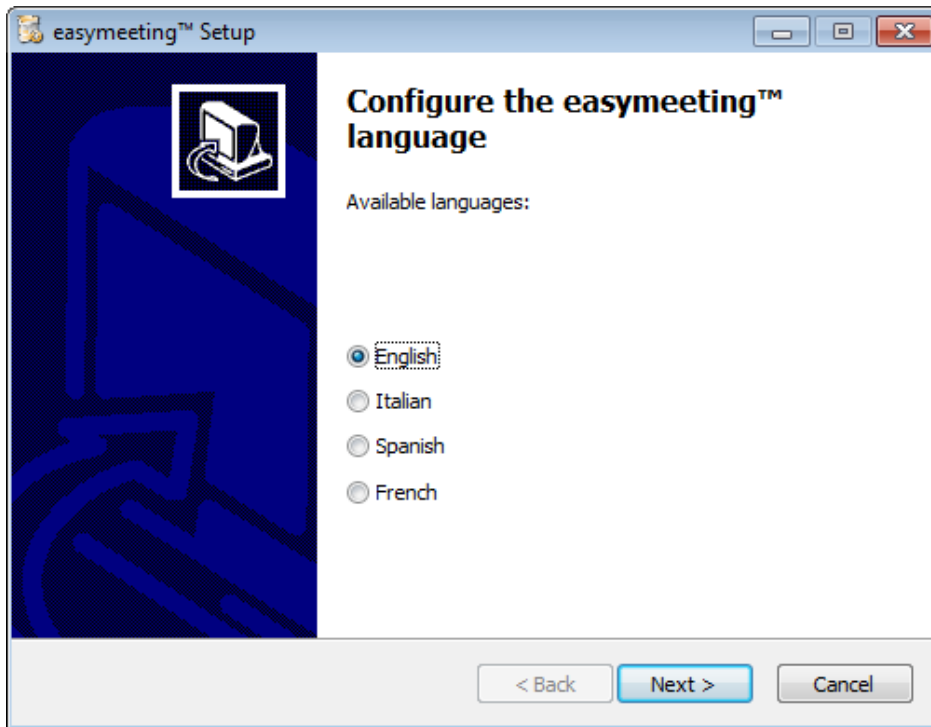 easymeeting™ Setup
Configure the easymeeting™
language
Available languages:
English
Italian
Spanish
French
< Back
Next >
Cancel